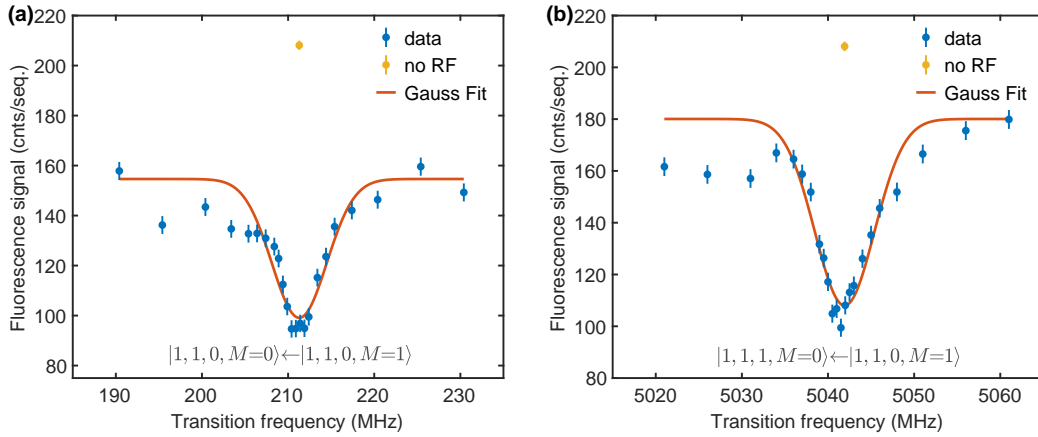 (a)
data
no RF
Gauss Fit
220
200
180
160
140
120
100
80
Fluorescence signal (cnts/seq.)
|1, 1, 0, M=0⟩←|1, 1, 0, M=1⟩
190 200 210 220 230
Transition frequency (MHz)
(b)
data
no RF
Gauss Fit
220
200
180
160
140
120
100
80
Fluorescence signal (cnts/seq.)
|1, 1, 1, M=0⟩←|1, 1, 0, M=1⟩
5020 5030 5040 5050 5060
Transition frequency (MHz)